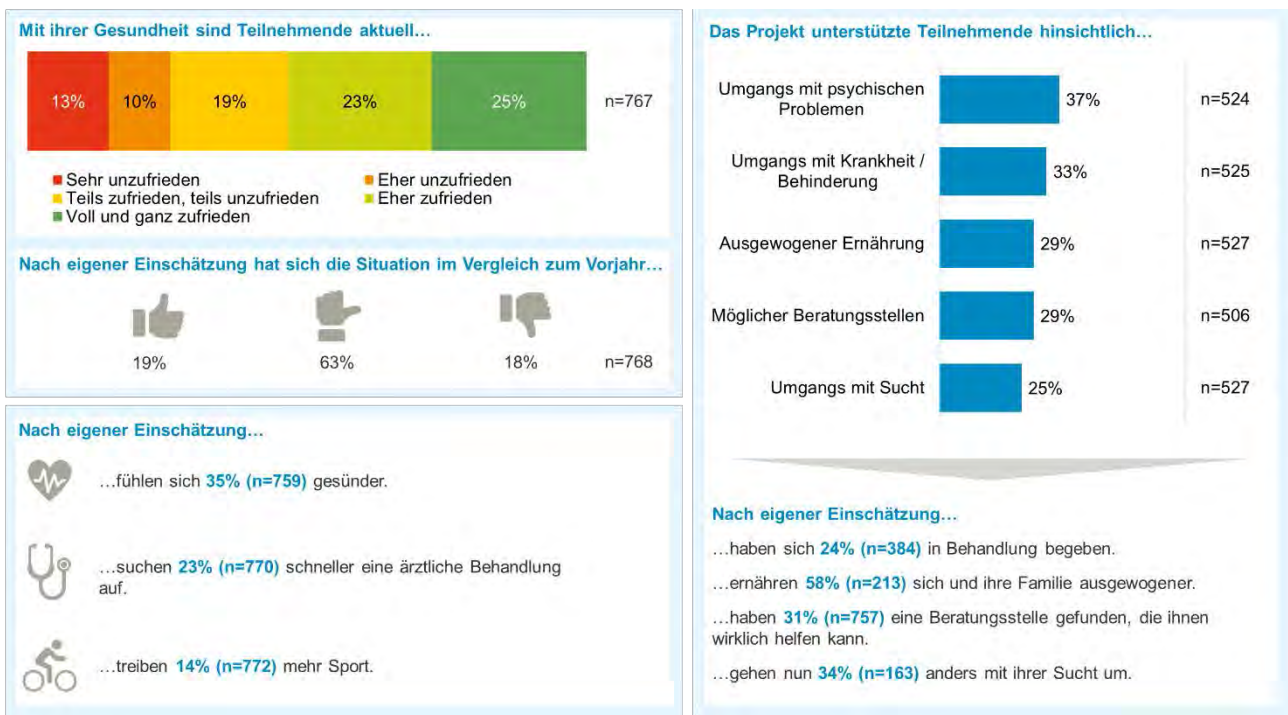 Mit ihrer Gesundheit sind Teilnehmende aktuell…
13% 10% 19% 23% 25% n=767
Sehr unzufrieden Eher unzufrieden
Teils zufrieden, teils unzufrieden Eher zufrieden
Voll und ganz zufrieden
Nach eigener Einschätzung hat sich die Situation im Vergleich zum Vorjahr…
19% 63% 18% n=768
Nach eigener Einschätzung…
…fühlen sich 35% (n=759) gesünder.
…suchen 23% (n=770) schneller eine ärztliche Behandlung
auf.
…treiben 14% (n=772) mehr Sport.
Das Projekt unterstützte Teilnehmende hinsichtlich…
Umgangs mit psychischen
Problemen
37% n=524
Umgangs mit Krankheit /
Behinderung
33% n=525
Ausgewogener Ernährung 29% n=527
Möglicher Beratungsstellen 29% n=506
Umgangs mit Sucht 25% n=527
Nach eigener Einschätzung…
…haben sich 24% (n=384) in Behandlung begeben.
…ernähren 58% (n=213) sich und ihre Familie ausgewogener.
…haben 31% (n=757) eine Beratungsstelle gefunden, die ihnen
wirklich helfen kann.
…gehen nun 34% (n=163) anders mit ihrer Sucht um.